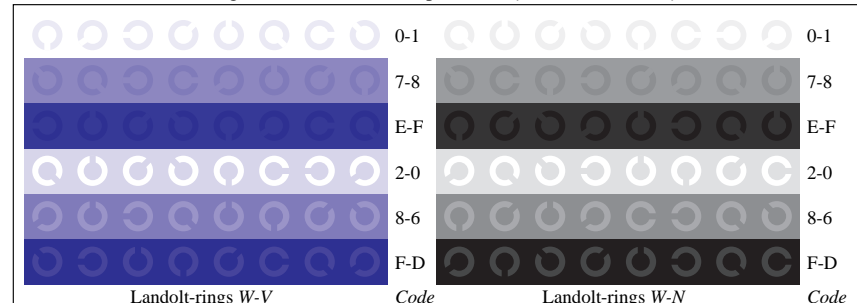 0-1 0-1
7-8 7-8
E-F E-F
2-0 2-0
8-6 8-6
F-D F-D
Landolt-rings W-V Code Landolt-rings W-N Code